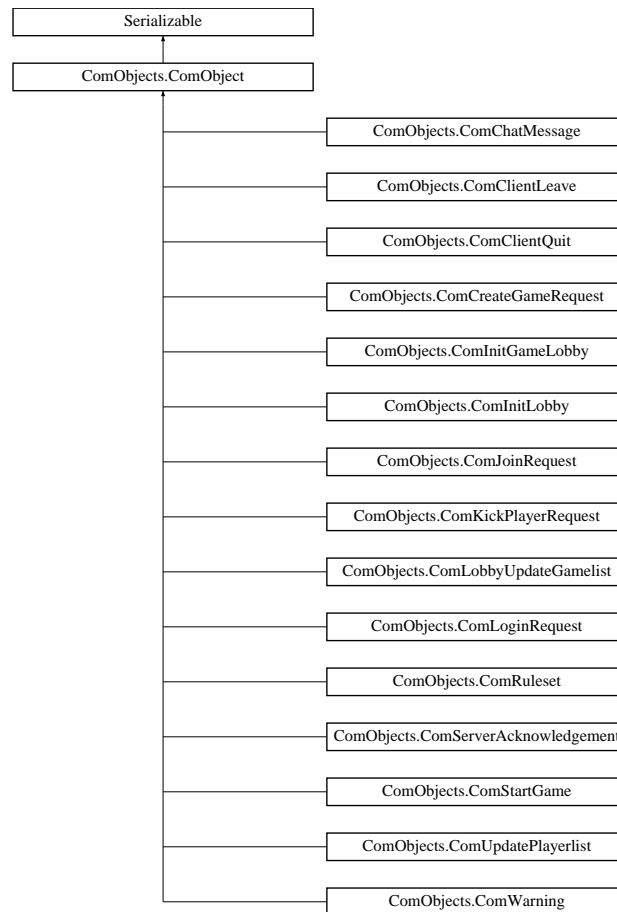 Serializable
ComObjects.ComObject
ComObjects.ComChatMessage
ComObjects.ComClientLeave
ComObjects.ComClientQuit
ComObjects.ComCreateGameRequest
ComObjects.ComInitGameLobby
ComObjects.ComInitLobby
ComObjects.ComJoinRequest
ComObjects.ComKickPlayerRequest
ComObjects.ComLobbyUpdateGamelist
ComObjects.ComLoginRequest
ComObjects.ComRuleset
ComObjects.ComServerAcknowledgement
ComObjects.ComStartGame
ComObjects.ComUpdatePlayerlist
ComObjects.ComWarning